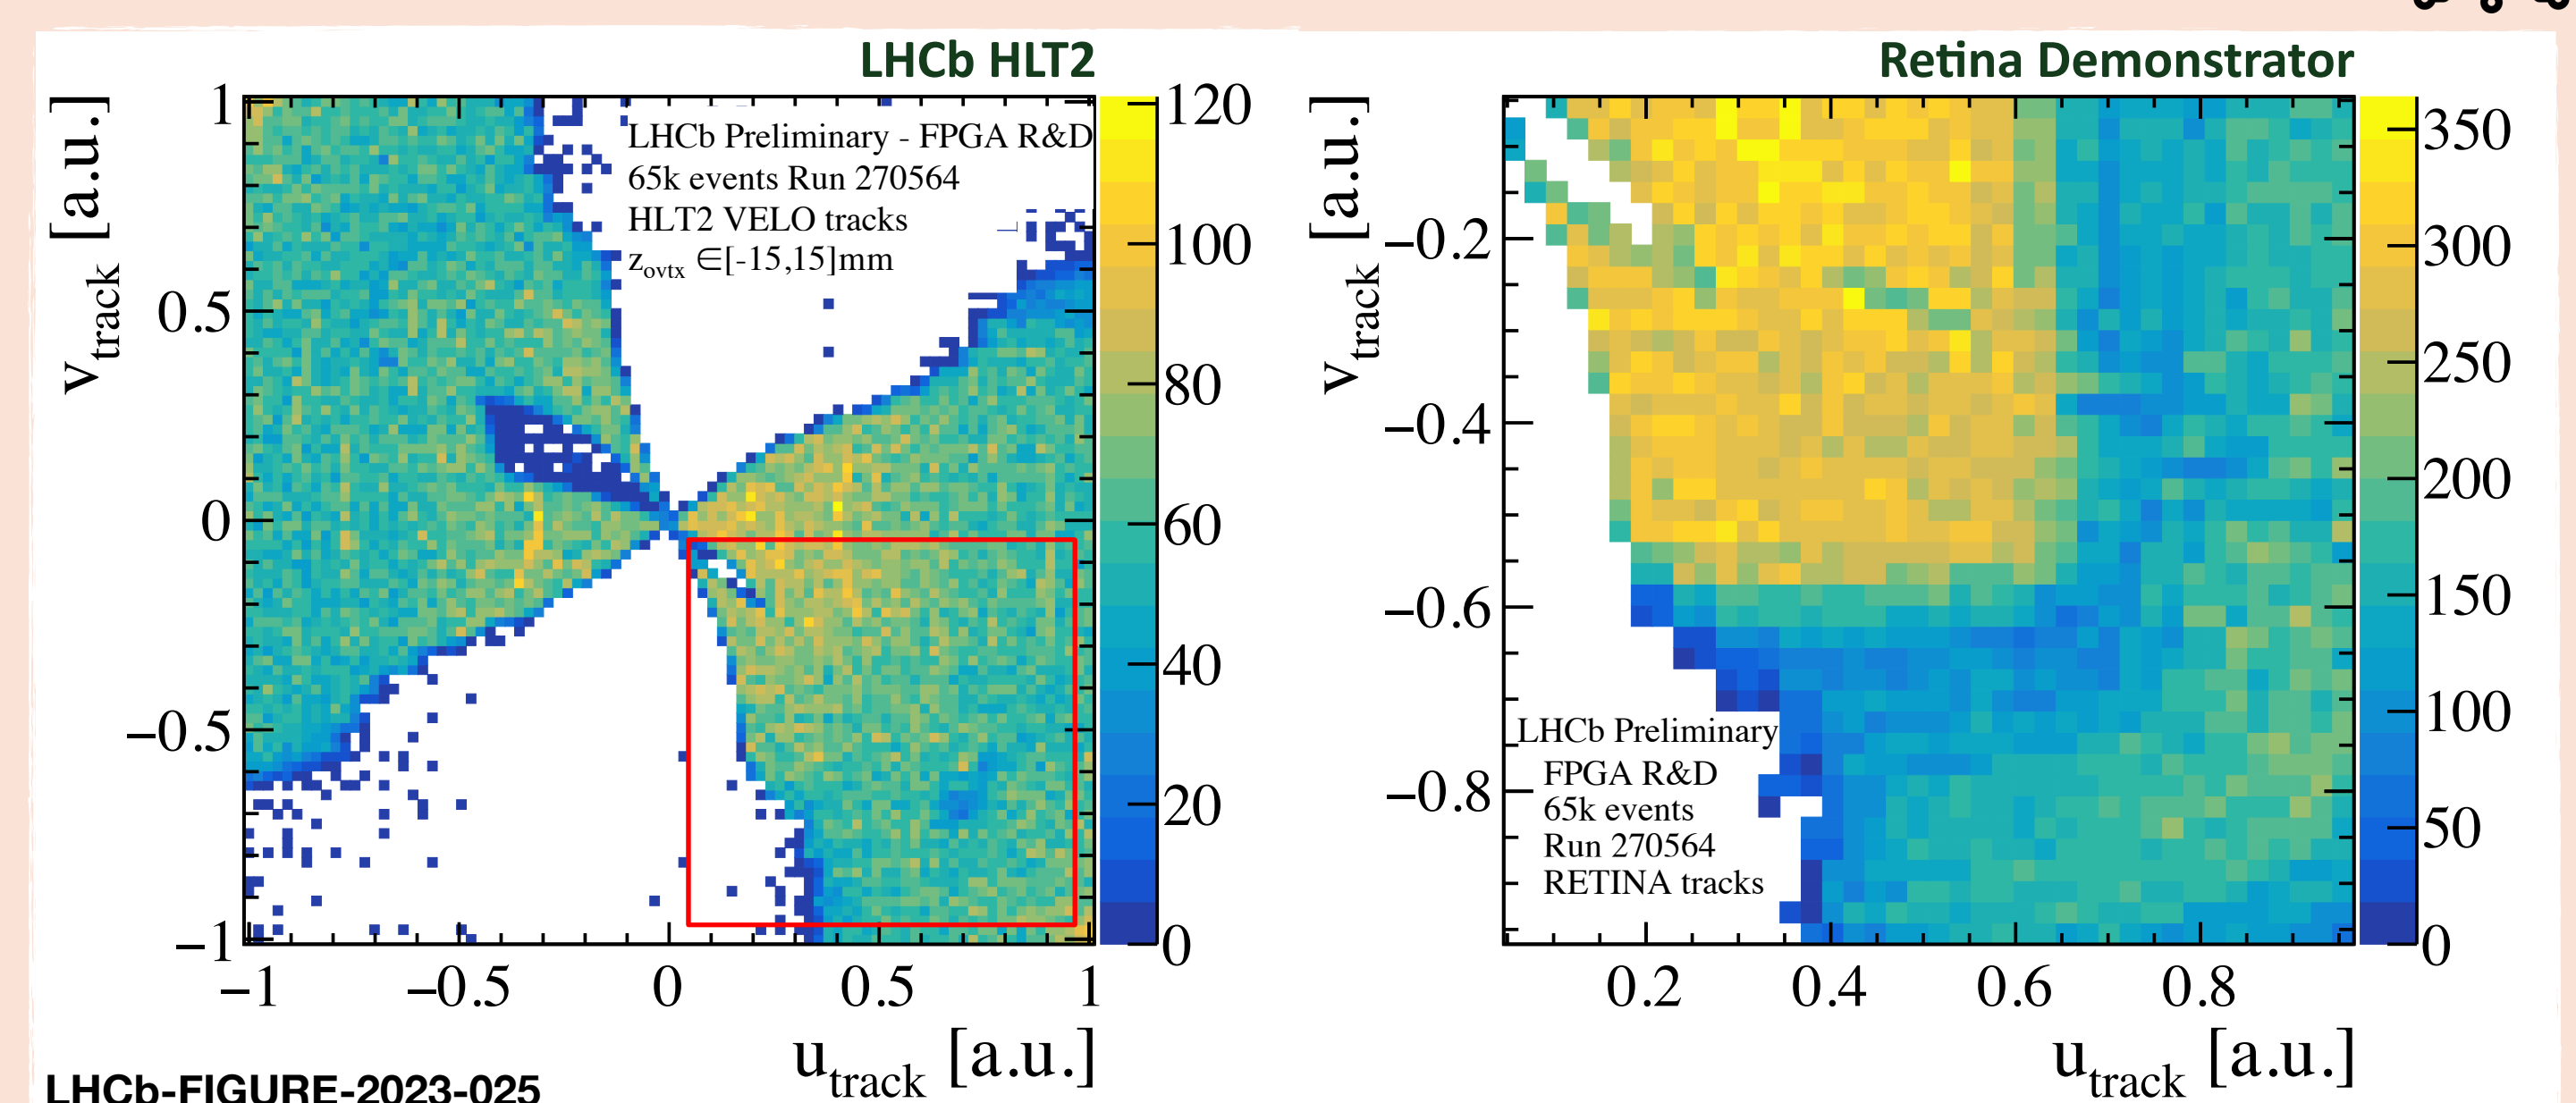 LHCb HLT2
LHCb Preliminary - FPGA R&D
65k events Run 270564
HLT2 VELO tracks
z_ovtx ∈[-15,15]mm
v_track [a.u.]
1
0.5
0
−0.5
−1
−1
−0.5
0
0.5
1
u_track [a.u.]
120
100
80
60
40
20
0
LHCb-FIGURE-2023-025
Retina Demonstrator
v_track [a.u.]
−0.2
−0.4
−0.6
−0.8
LHCb Preliminary
FPGA R&D
65k events
Run 270564
RETINA tracks
0.2
0.4
0.6
0.8
u_track [a.u.]
350
300
250
200
150
100
50
0